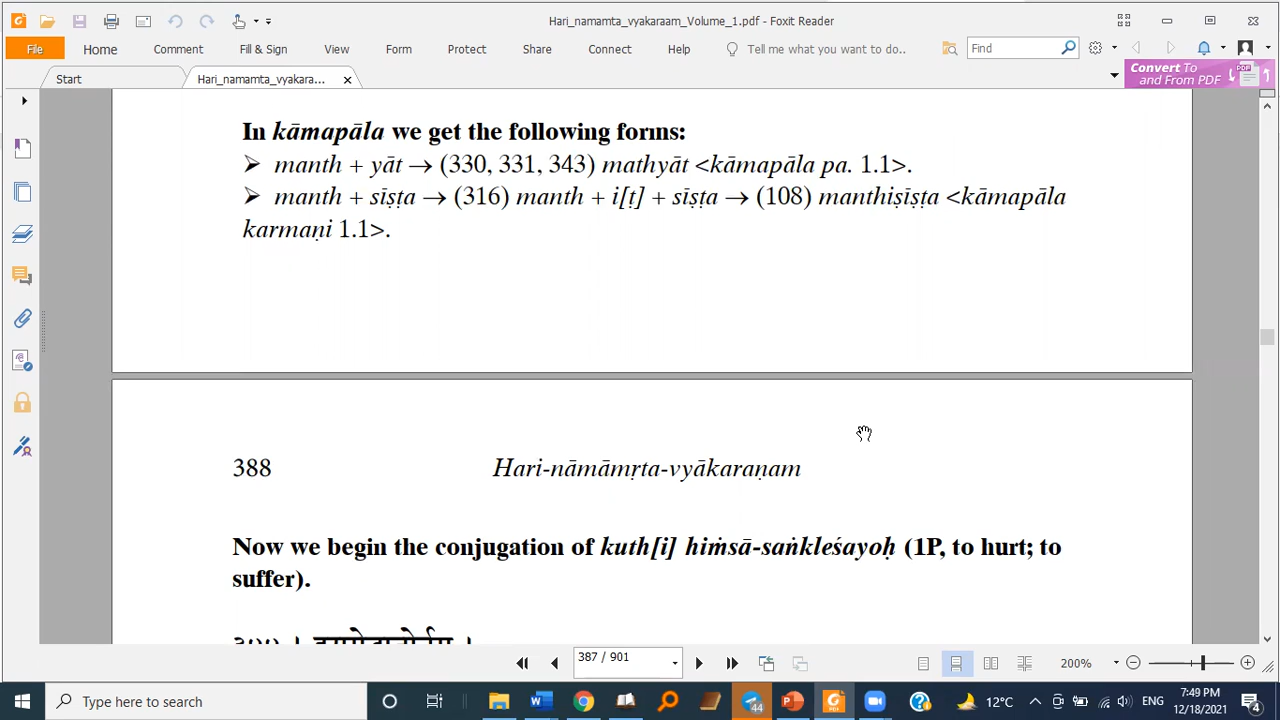 Hari_namamta_vyakaraam_Volume_1.pdf - Foxit Reader
File Home Comment Fill & Sign View Form Protect Share Connect Help Tell me what you want to do.. Find
Start Hari_namamta_vyakara... Convert To and From PDF
In kāmapāla we get the following forms:
➢ manth + yāt → (330, 331, 343) mathyāt <kāmapāla pa. 1.1>.
➢ manth + sīṣṭa → (316) manth + i[ṭ] + sīṣṭa → (108) manthiṣīṣṭa <kāmapāla
karmaṇi 1.1>.
388 Hari-nāmāmṛta-vyākaraṇam
Now we begin the conjugation of kuth[i] hiṁsā-saṅkleśayoḥ (1P, to hurt; to
suffer).
387 / 901 200%
Type here to search 44 12°C ENG 7:49 PM 12/18/2021 4